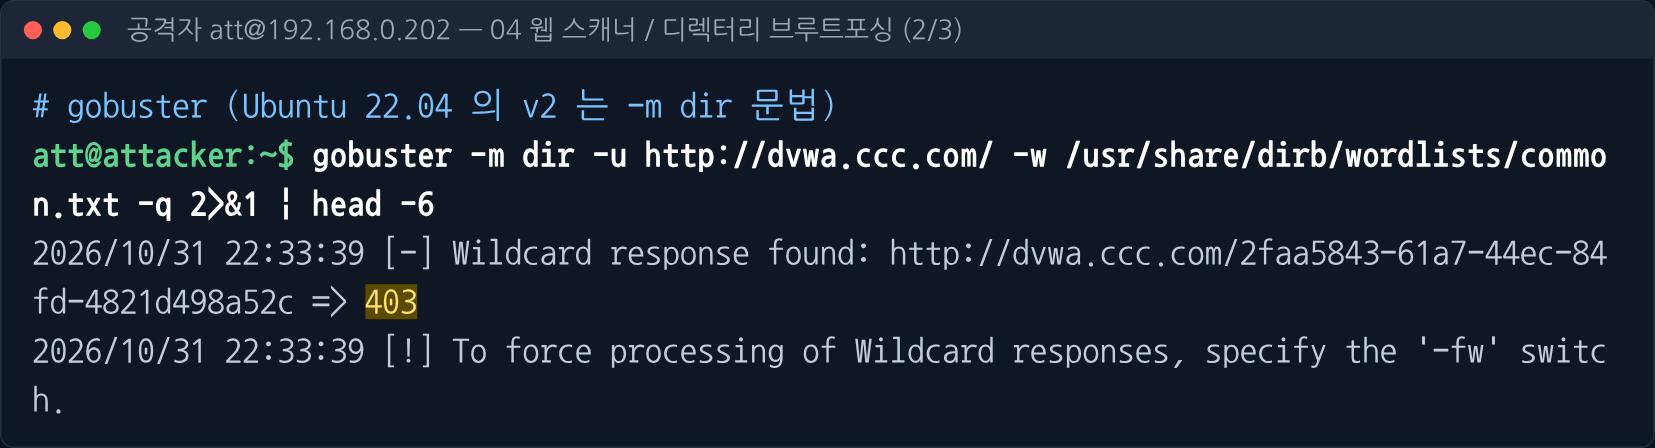 공격자 att@192.168.0.202 — 04 웹 스캐너 / 디렉터리 브루트포싱 (2/3)
# gobuster (Ubuntu 22.04 의 v2 는 -m dir 문법)
att@attacker:~$ gobuster -m dir -u http://dvwa.ccc.com/ -w /usr/share/dirb/wordlists/commo
n.txt -q 2>&1 | head -6
2026/10/31 22:33:39 [-] Wildcard response found: http://dvwa.ccc.com/2faa5843-61a7-44ec-84
fd-4821d498a52c => 403
2026/10/31 22:33:39 [!] To force processing of Wildcard responses, specify the '-fw' switc
h.